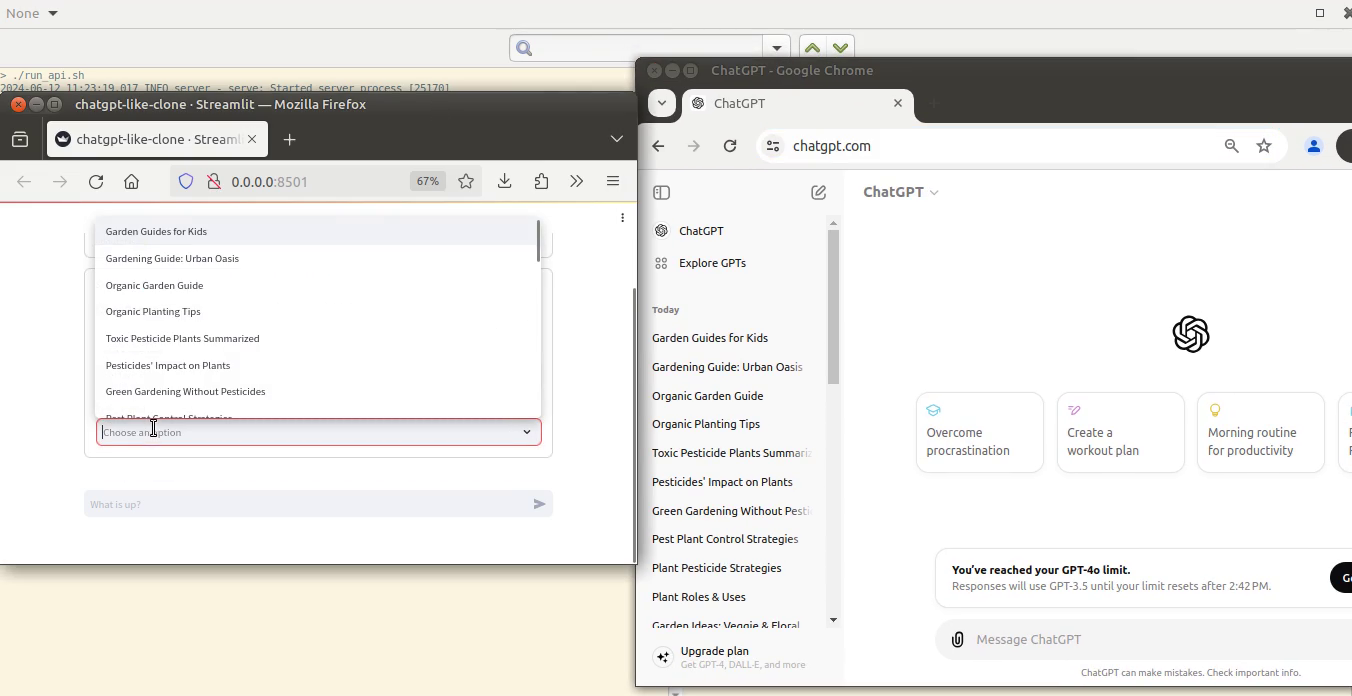 None
> ./run_api.sh
2024-06-12 11:23:19,017 INFO server - serve: Started server process [25170]
chatgpt-like-clone · Streamlit — Mozilla Firefox
chatgpt-like-clone · Streaml
0.0.0.0:8501
67%
Garden Guides for Kids
Gardening Guide: Urban Oasis
Organic Garden Guide
Organic Planting Tips
Toxic Pesticide Plants Summarized
Pesticides' Impact on Plants
Green Gardening Without Pesticides
Pest Plant Control Strategies
Choose an option
What is up?
ChatGPT - Google Chrome
ChatGPT
chatgpt.com
ChatGPT
Explore GPTs
Today
Garden Guides for Kids
Gardening Guide: Urban Oasis
Organic Garden Guide
Organic Planting Tips
Toxic Pesticide Plants Summariz
Pesticides' Impact on Plants
Green Gardening Without Pesti
Pest Plant Control Strategies
Plant Pesticide Strategies
Plant Roles & Uses
Garden Ideas: Veggie & Floral
Upgrade plan
Get GPT-4, DALL-E, and more
ChatGPT
Overcome
procrastination
Create a
workout plan
Morning routine
for productivity
You've reached your GPT-4o limit.
Responses will use GPT-3.5 until your limit resets after 2:42 PM.
Message ChatGPT
ChatGPT can make mistakes. Check important info.